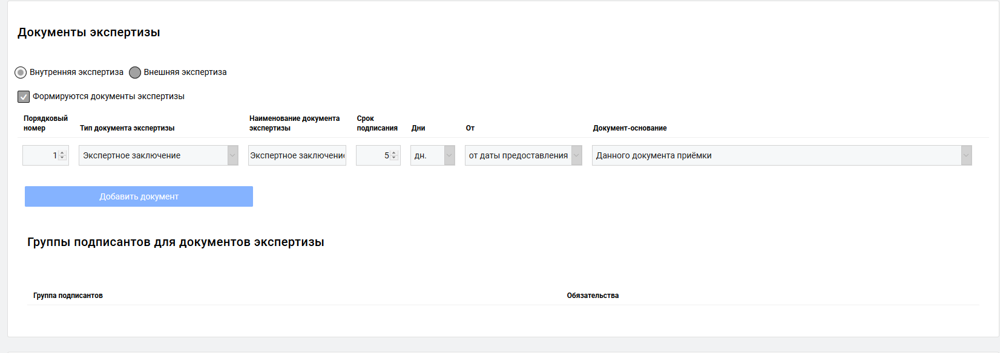 Документы экспертизы
Внутренняя экспертиза Внешняя экспертиза
Формируются документы экспертизы
Порядковый номер
Тип документа экспертизы
Наименование документа экспертизы
Срок подписания
Дни
От
Документ-основание
1 Экспертное заключение Экспертное заключени 5 дн. от даты предоставления Данного документа приёмки
Добавить документ
Группы подписантов для документов экспертизы
Группа подписантов Обязательства